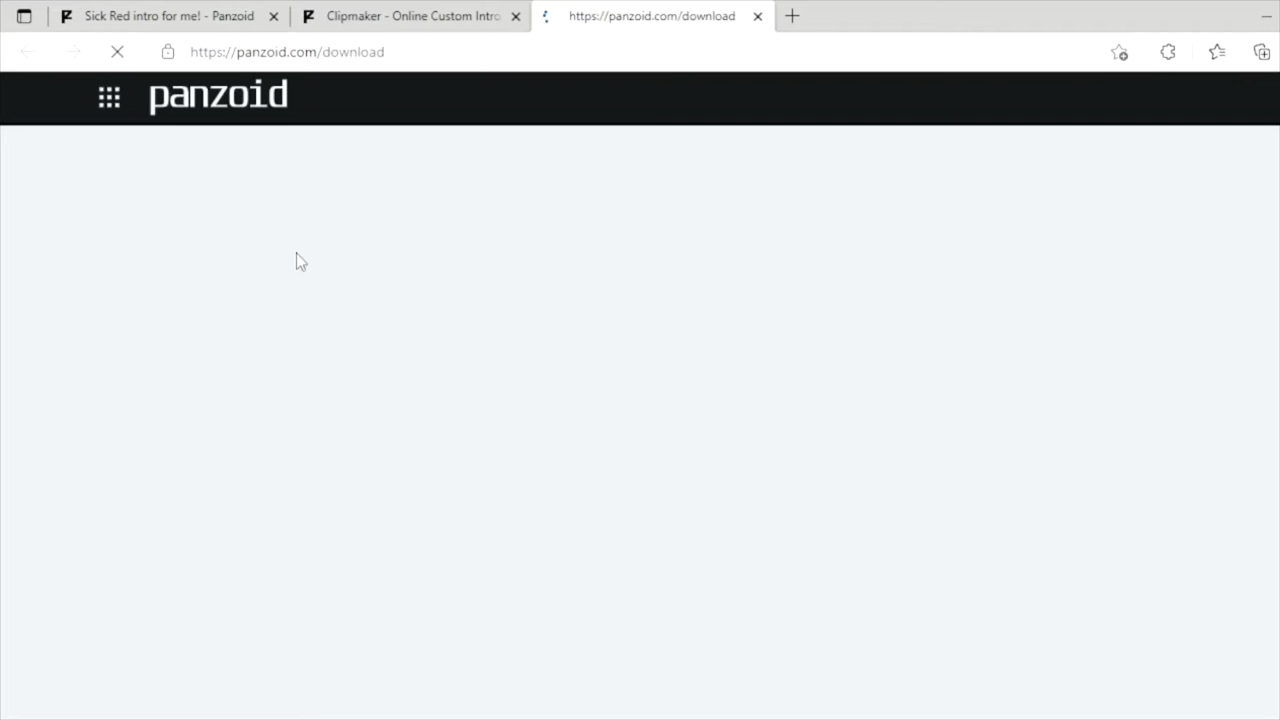 Sick Red intro for me! - Panzoid
Clipmaker - Online Custom Intro
https://panzoid.com/download
https://panzoid.com/download
panzoid